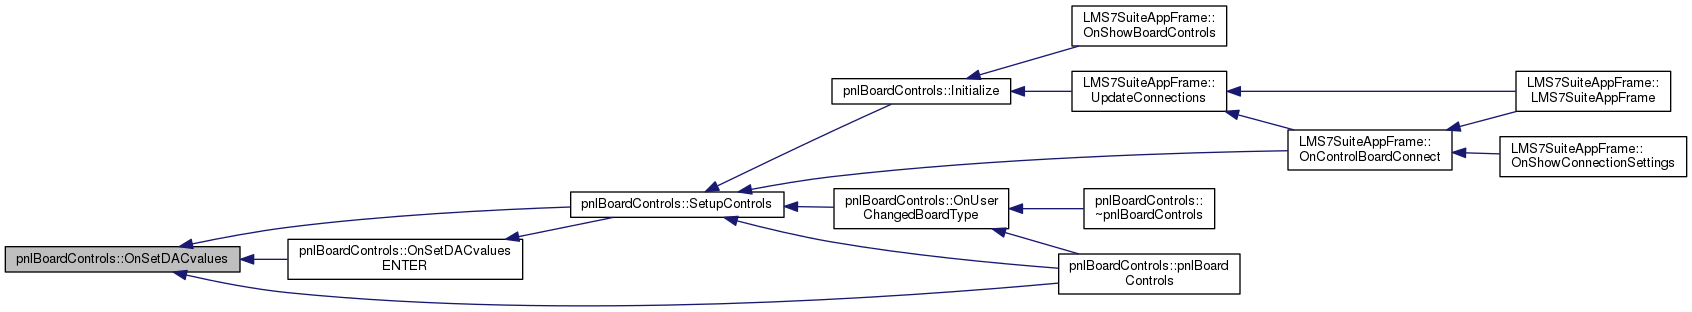 LMS7SuiteAppFrame::
OnShowBoardControls
pnlBoardControls::Initialize
LMS7SuiteAppFrame::
UpdateConnections
LMS7SuiteAppFrame::
LMS7SuiteAppFrame
LMS7SuiteAppFrame::
OnControlBoardConnect
LMS7SuiteAppFrame::
OnShowConnectionSettings
pnlBoardControls::SetupControls
pnlBoardControls::OnUser
ChangedBoardType
pnlBoardControls::
~pnlBoardControls
pnlBoardControls::OnSetDACvalues
pnlBoardControls::OnSetDACvalues
ENTER
pnlBoardControls::pnlBoard
Controls